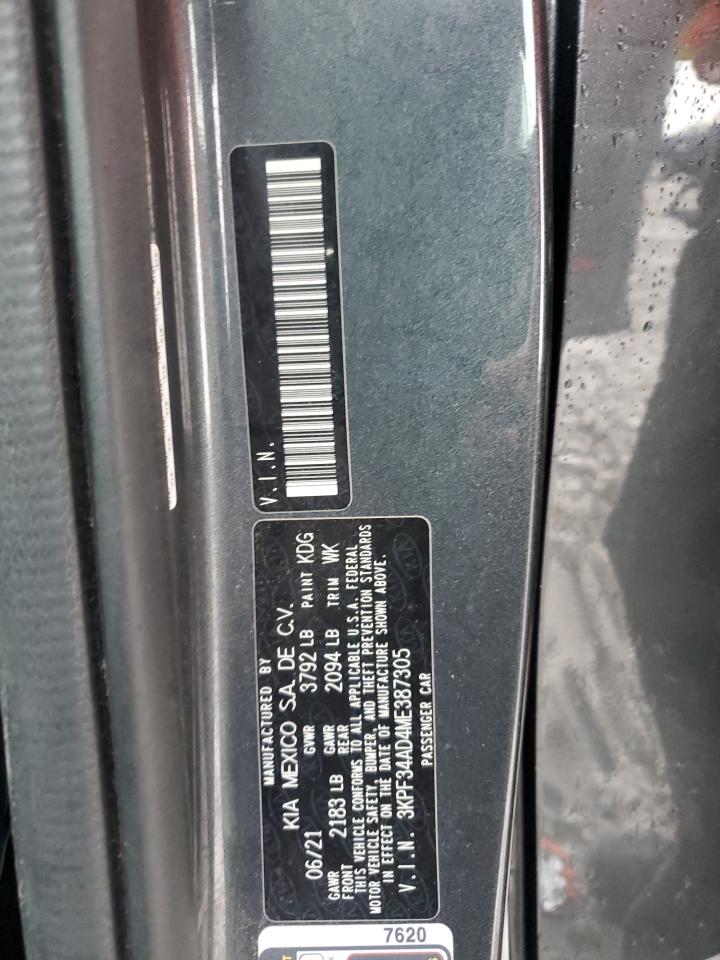 V.I.N.
MANUFACTURED BY
KIA MEXICO S.A. DE C.V.
06/21 GVWR 3792 LB PAINT KDG
GAWR FRONT 2183 LB GAWR REAR 2094 LB TRIM WK
THIS VEHICLE CONFORMS TO ALL APPLICABLE U.S.A. FEDERAL
MOTOR VEHICLE SAFETY, BUMPER, AND THEFT PREVENTION STANDARDS
IN EFFECT ON THE DATE OF MANUFACTURE SHOWN ABOVE.
V.I.N. 3KPF34AD4ME387305
PASSENGER CAR
7620